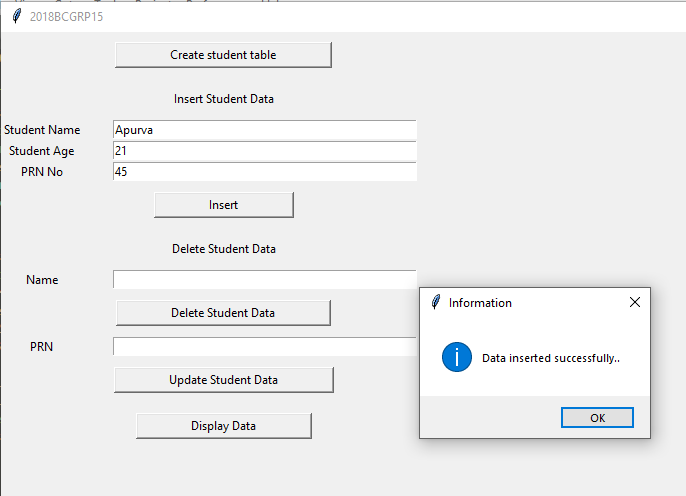 2018BCGRP15
Create student table
Insert Student Data
Student Name Apurva
Student Age 21
PRN No 45
Insert
Delete Student Data
Name
Delete Student Data
PRN
Update Student Data
Display Data
Information
Data inserted successfully..
OK